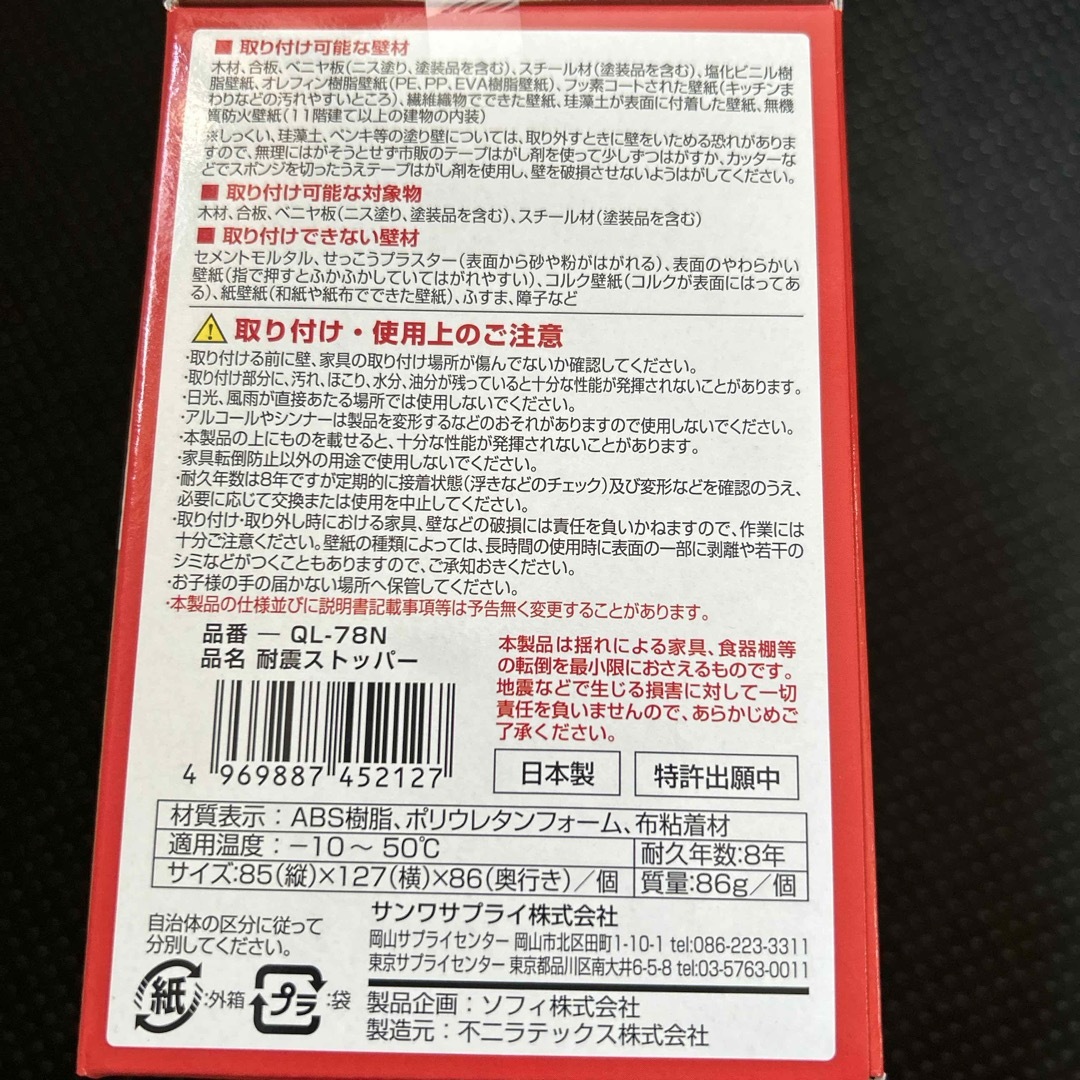 ■ 取り付け可能な壁材
木材、合板、ベニヤ板(ニス塗り、塗装品を含む)、スチール材(塗装品を含む)、塩化ビニル樹
脂壁紙、オレフィン樹脂壁紙(PE、PP、EVA樹脂壁紙)、フッ素コートされた壁紙(キッチンま
わりなどの汚れやすいところ)、繊維織物でできた壁紙、珪藻土が表面に付着した壁紙、無機
質防火壁紙(11階建て以上の建物の内装)
※しっくい、珪藻土、ペンキ等の塗り壁については、取り外すときに壁をいためる恐れがありま
すので、無理にはがそうとせず市販のテープはがし剤を使って少しずつはがすか、カッターな
どでスポンジを切ったうえテープはがし剤を使用し、壁を破損させないようはがしてください。
■ 取り付け可能な対象物
木材、合板、ベニヤ板(ニス塗り、塗装品を含む)、スチール材(塗装品を含む)
■ 取り付けできない壁材
セメントモルタル、せっこうプラスター(表面から砂や粉がはがれる)、表面のやわらかい
壁紙(指で押すとふかふかしていてはがれやすい)、コルク壁紙(コルクが表面にはってあ
る)、紙壁紙(和紙や紙布でできた壁紙)、ふすま、障子など
取り付け・使用上のご注意
・取り付ける前に壁、家具の取り付け場所が傷んでないか確認してください。
・取り付け部分に、汚れ、ほこり、水分、油分が残っていると十分な性能が発揮されないことがあります。
・日光、風雨が直接あたる場所では使用しないでください。
・アルコールやシンナーは製品を変形するなどのおそれがありますので使用しないでください。
・本製品の上にものを載せると、十分な性能が発揮されないことがあります。
・家具転倒防止以外の用途で使用しないでください。
・耐久年数は8年ですが定期的に接着状態(浮きなどのチェック)及び変形などを確認のうえ、
必要に応じて交換または使用を中止してください。
・取り付け・取り外し時における家具、壁などの破損には責任を負いかねますので、作業には
十分ご注意ください。壁紙の種類によっては、長時間の使用時に表面の一部に剥離や若干の
シミなどがつくこともありますので、ご承知おきください。
・お子様の手の届かない場所へ保管してください。
・本製品の仕様並びに説明書記載事項等は予告無く変更することがあります。
品番 ― QL-78N
品名 耐震ストッパー
4 969887 452127
本製品は揺れによる家具、食器棚等
の転倒を最小限におさえるものです。
地震などで生じる損害に対して一切
責任を負いませんので、あらかじめご
了承ください。
日本製 特許出願中
材質表示：ABS樹脂、ポリウレタンフォーム、布粘着材
適用温度：－10～50℃ 耐久年数:8年
サイズ:85(縦)×127(横)×86(奥行き)／個 質量:86g／個
自治体の区分に従って
分別してください。
紙 :外箱 プラ :袋
サンワサプライ株式会社
岡山サプライセンター 岡山市北区田町1-10-1 tel:086-223-3311
東京サプライセンター 東京都品川区南大井6-5-8 tel:03-5763-0011
製品企画：ソフィ株式会社
製造元：不二ラテックス株式会社